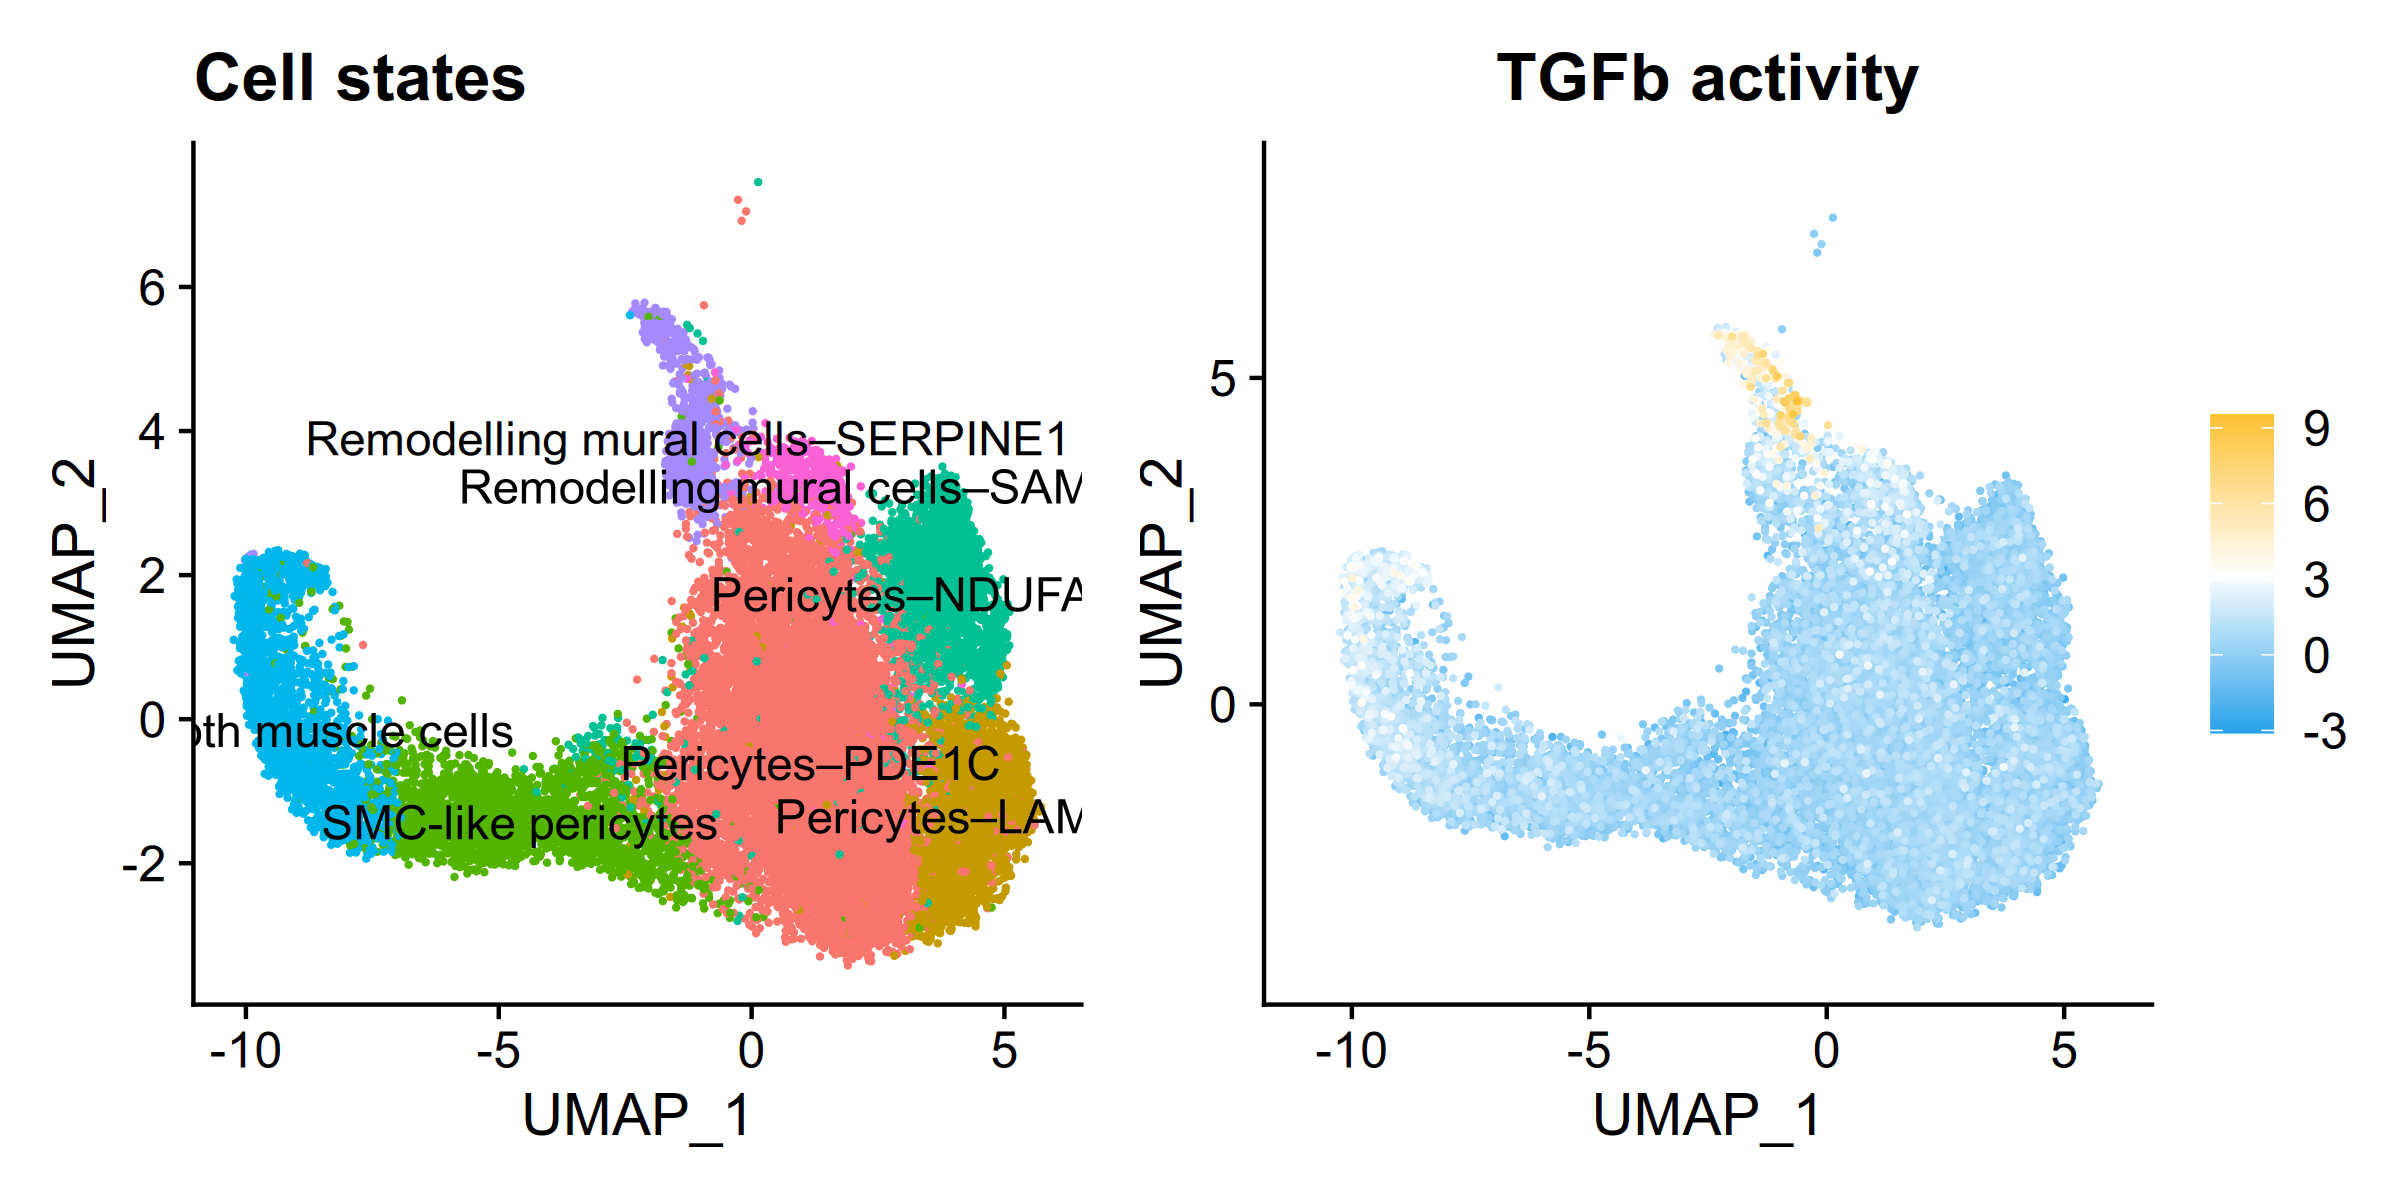 Cell states
TGFb activity
UMAP_2
6
4
2
0
-2
Remodelling mural cells–SERPINE1
Remodelling mural cells–SAM
Pericytes–NDUFA
oth muscle cells
Pericytes–PDE1C
Pericytes–LAM
SMC-like pericytes
-10
-5
0
5
UMAP_1
UMAP_2
5
0
-10
-5
0
5
UMAP_1
9
6
3
0
-3